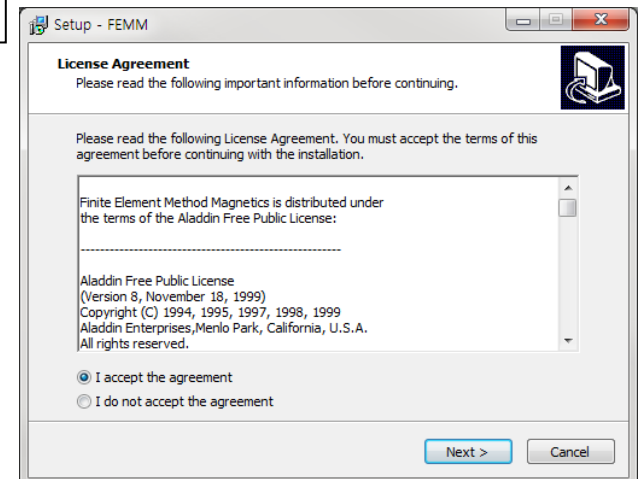 Setup - FEMM
License Agreement
Please read the following important information before continuing.
Please read the following License Agreement. You must accept the terms of this
agreement before continuing with the installation.
Finite Element Method Magnetics is distributed under
the terms of the Aladdin Free Public License:
------------------------------------------------------
Aladdin Free Public License
(Version 8, November 18, 1999)
Copyright (C) 1994, 1995, 1997, 1998, 1999
Aladdin Enterprises,Menlo Park, California, U.S.A.
All rights reserved.
I accept the agreement
I do not accept the agreement
Next >
Cancel